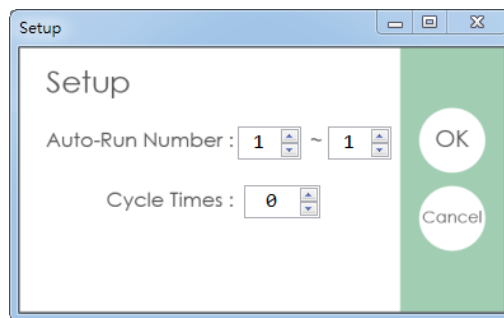 Setup
Setup
Auto-Run Number : 1 ~ 1
OK
Cycle Times : 0
Cancel